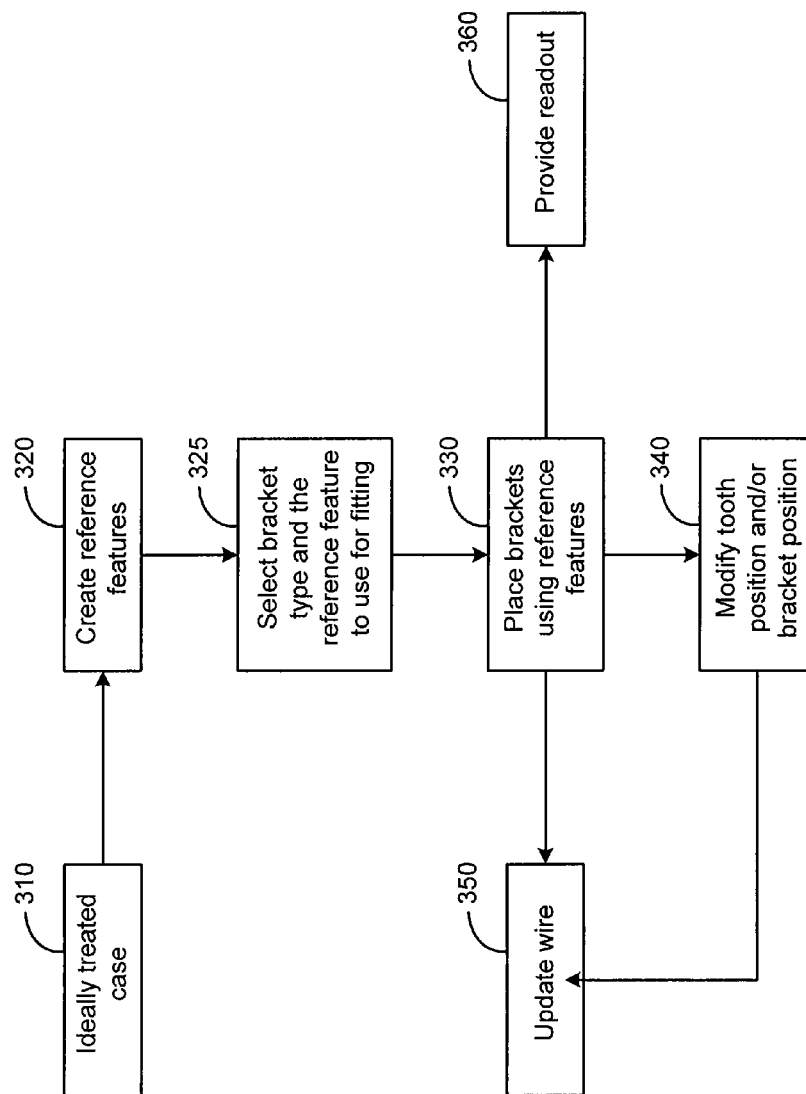 310
Ideally treated
case
320
Create reference
features
325
Select bracket
type and the
reference feature
to use for fitting
330
Place brackets
using reference
features
340
Modify tooth
position and/or
bracket position
350
Update wire
360
Provide readout